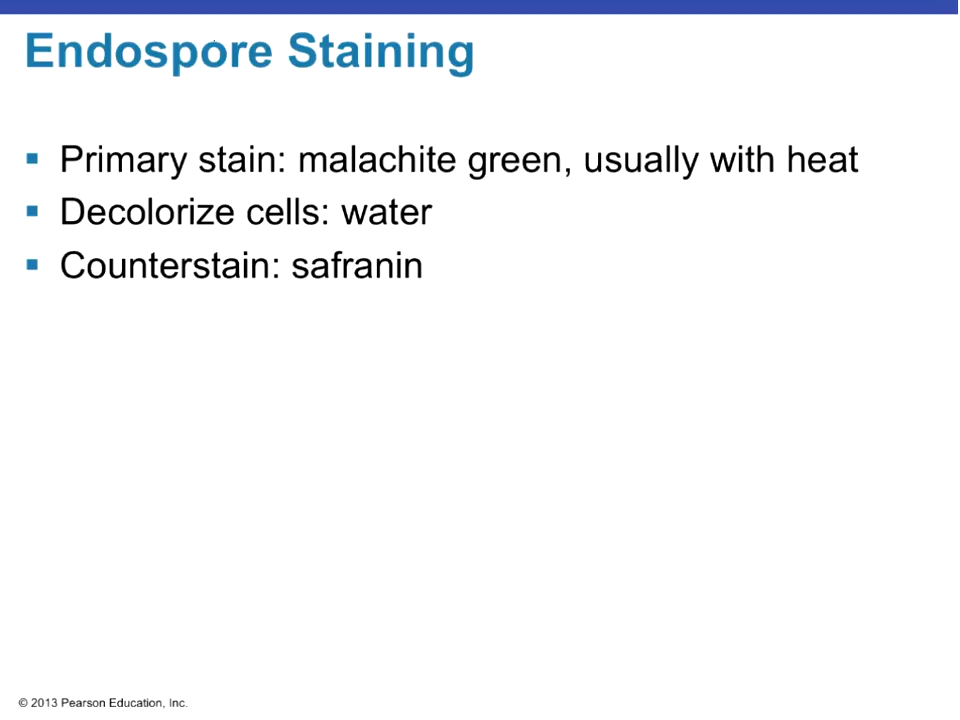 Endospore Staining
Primary stain: malachite green, usually with heat
Decolorize cells: water
Counterstain: safranin
© 2013 Pearson Education, Inc.